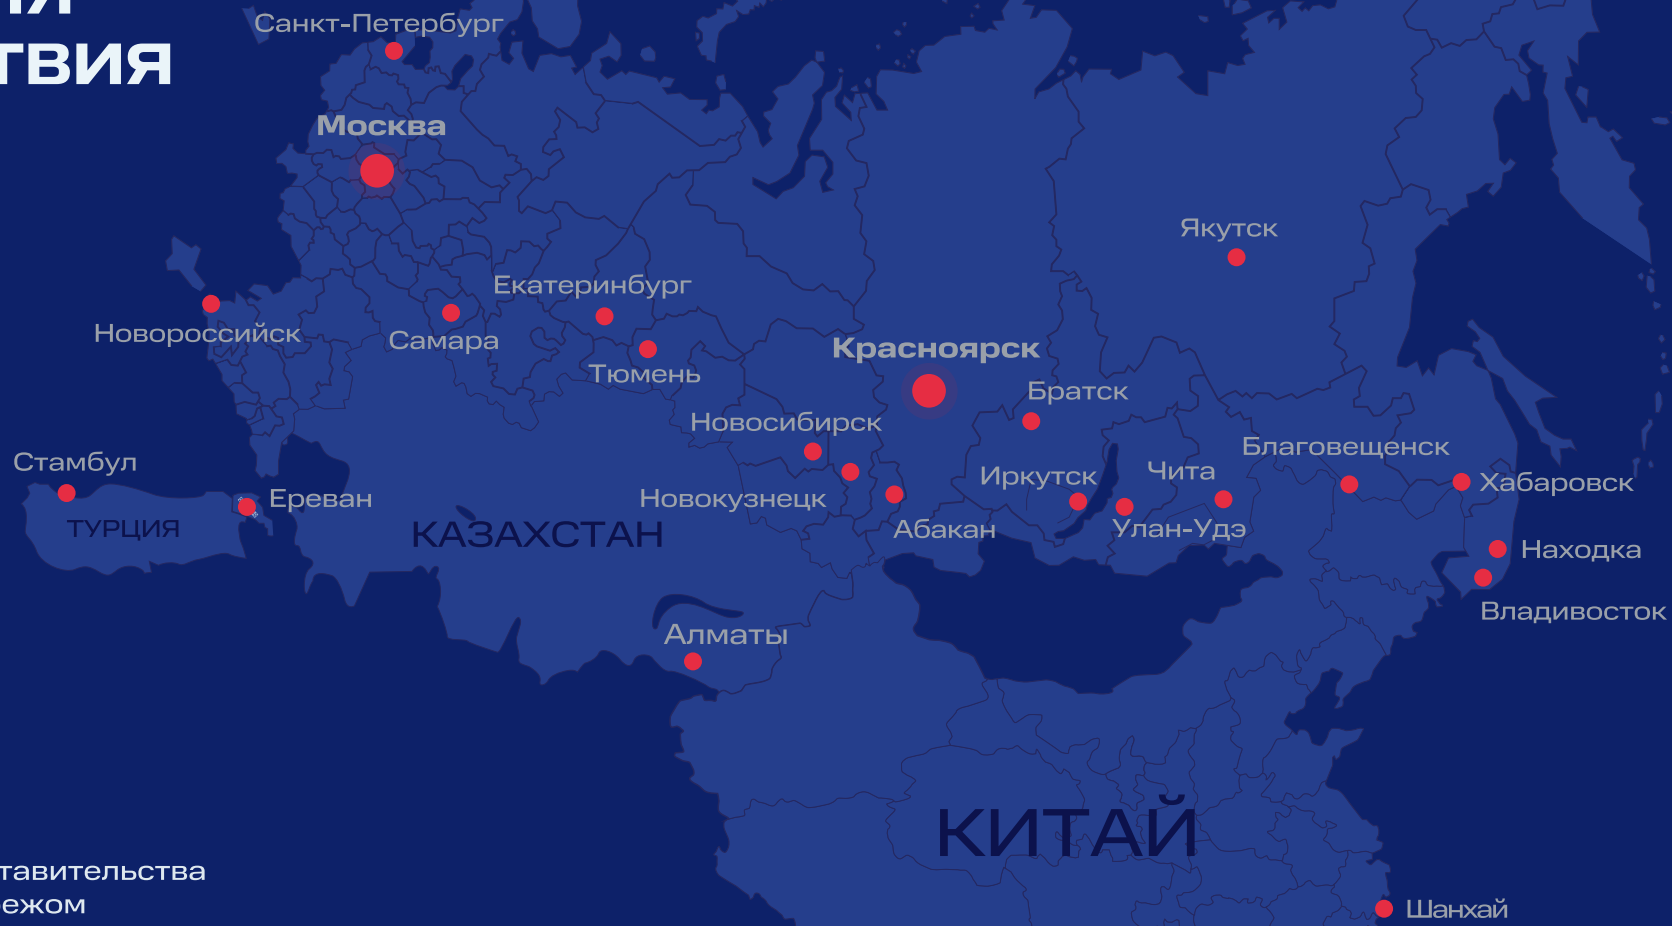 ТВИЯ
Санкт-Петербург
Москва
Якутск
Екатеринбург
Новороссийск
Самара
Тюмень
Красноярск
Братск
Новосибирск
Благовещенск
Стамбул
Чита
Иркутск
Хабаровск
Ереван
Новокузнецк
ТУРЦИЯ
КАЗАХСТАН
Абакан
Улан-Удэ
Находка
Владивосток
Алматы
КИТАЙ
тавительства
ежом
Шанхай